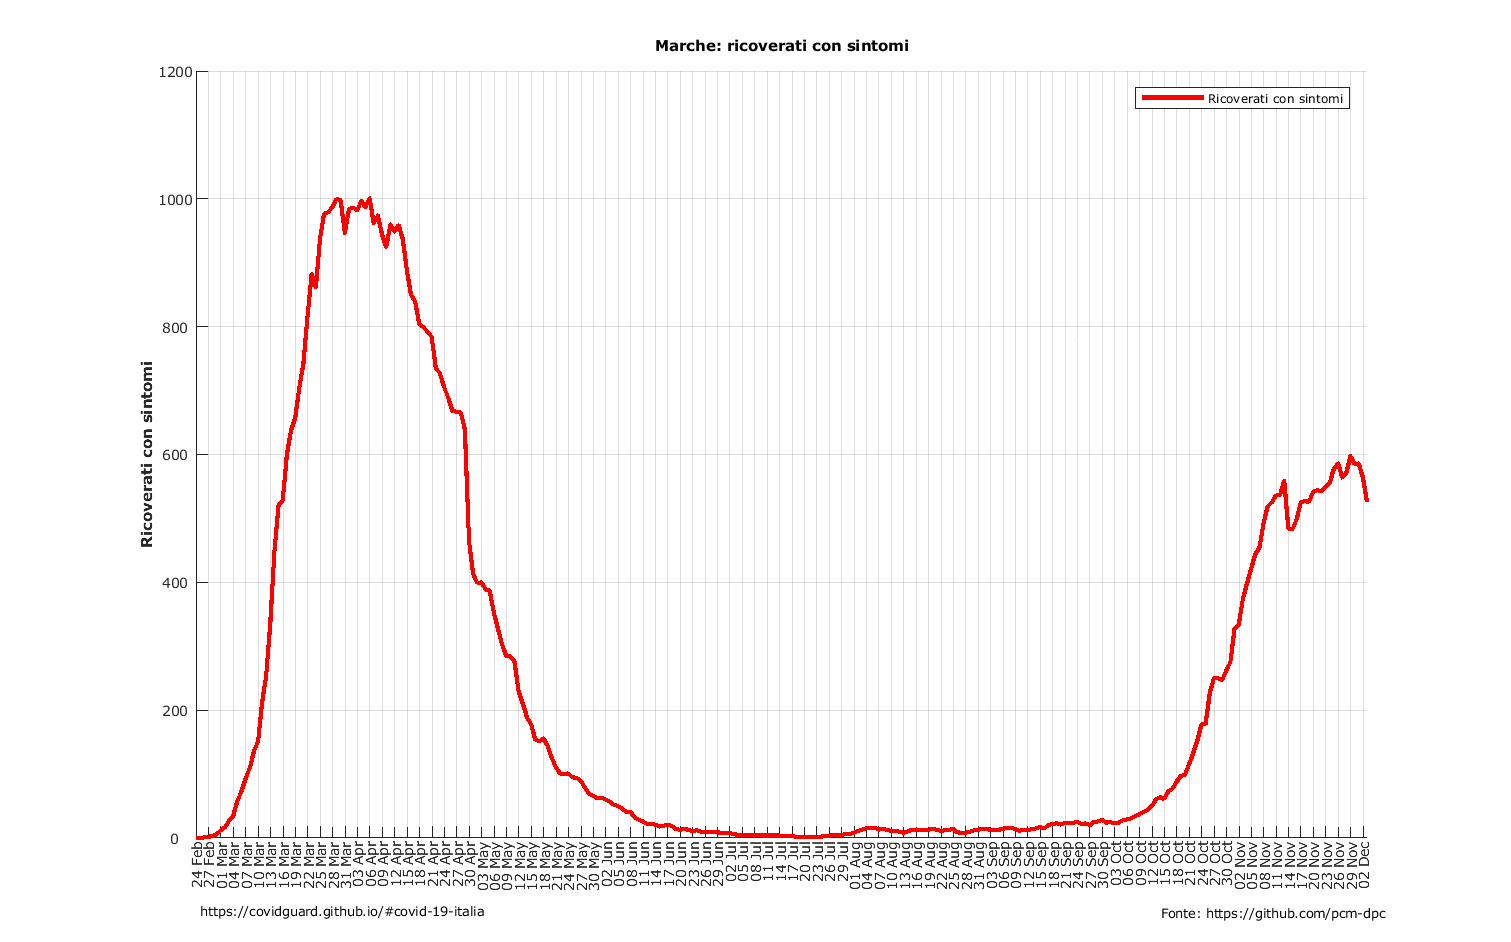 Marche: ricoverati con sintomi
Ricoverati con sintomi
Ricoverati con sintomi
1200
1000
800
600
400
200
0
24 Feb
27 Feb
01 Mar
04 Mar
07 Mar
10 Mar
13 Mar
16 Mar
19 Mar
22 Mar
25 Mar
28 Mar
31 Mar
03 Apr
06 Apr
09 Apr
12 Apr
15 Apr
18 Apr
21 Apr
24 Apr
27 Apr
30 Apr
03 May
06 May
09 May
12 May
15 May
18 May
21 May
24 May
27 May
30 May
02 Jun
05 Jun
08 Jun
11 Jun
14 Jun
17 Jun
20 Jun
23 Jun
26 Jun
29 Jun
02 Jul
05 Jul
08 Jul
11 Jul
14 Jul
17 Jul
20 Jul
23 Jul
26 Jul
29 Jul
01 Aug
04 Aug
07 Aug
10 Aug
13 Aug
16 Aug
19 Aug
22 Aug
25 Aug
28 Aug
31 Aug
03 Sep
06 Sep
09 Sep
12 Sep
15 Sep
18 Sep
21 Sep
24 Sep
27 Sep
30 Sep
03 Oct
06 Oct
09 Oct
12 Oct
15 Oct
18 Oct
21 Oct
24 Oct
27 Oct
30 Oct
02 Nov
05 Nov
08 Nov
11 Nov
14 Nov
17 Nov
20 Nov
23 Nov
26 Nov
29 Nov
02 Dec
https://covidguard.github.io/#covid-19-italia
Fonte: https://github.com/pcm-dpc